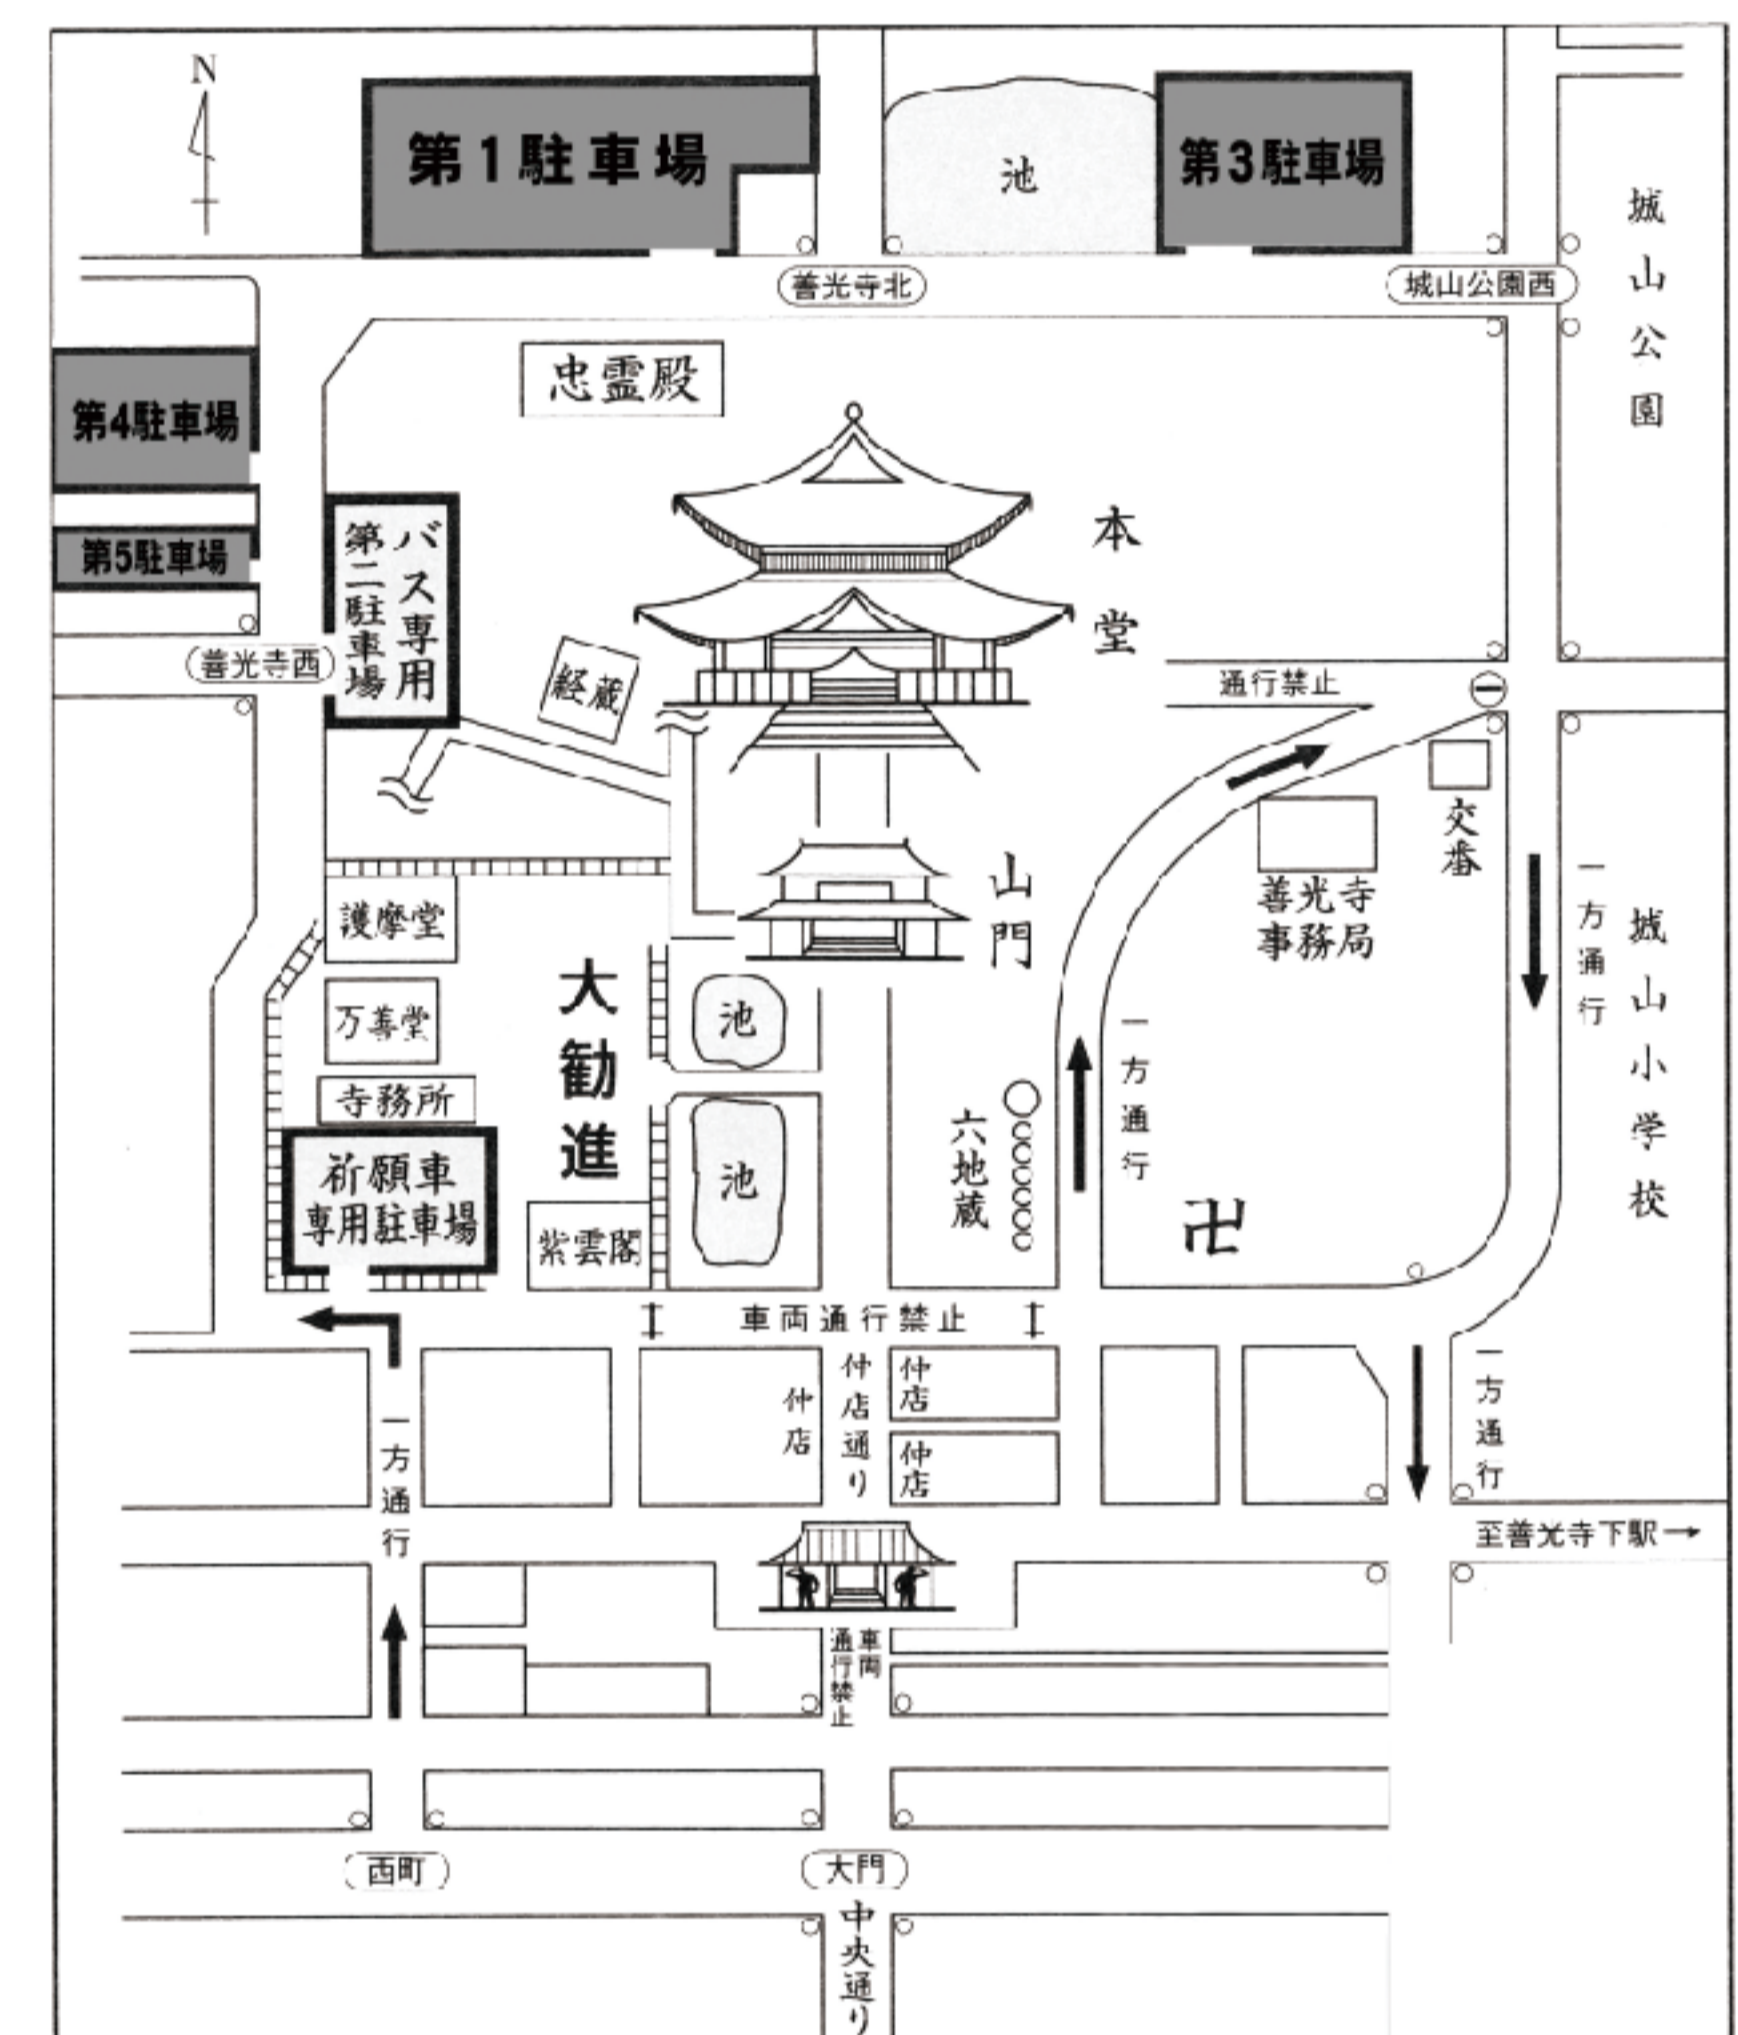 N
第1駐車場
池
第3駐車場
城山公園
善光寺北
城山公園西
忠霊殿
第4駐車場
第5駐車場
バス専用
第二駐車場
本堂
善光寺西
経蔵
通行禁止
交番
善光寺
事務局
山門
一方通行
城山小学校
護摩堂
万善堂
寺務所
祈願車
専用駐車場
大勧進
紫雲閣
池
池
六地蔵
一方通行
卍
車両通行禁止
一方通行
仲店
仲店通り
仲店
仲店
一方通行
至善光寺下駅→
車両
通行禁止
西町
大門
中央通り